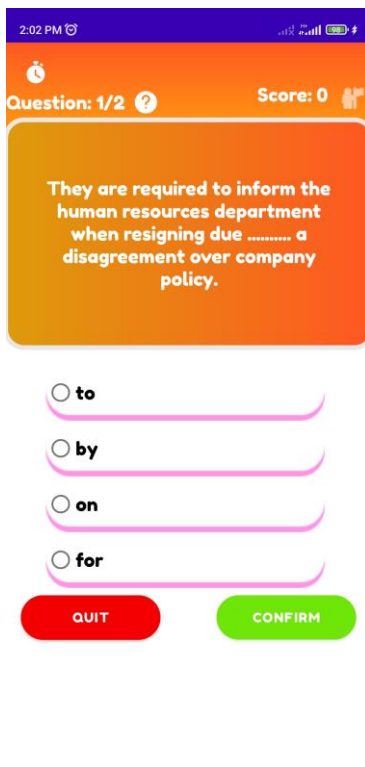 2:02 PM
98
Question: 1/2 ?
Score: 0
They are required to inform the
human resources department
when resigning due .......... a
disagreement over company
policy.
to
by
on
for
QUIT
CONFIRM